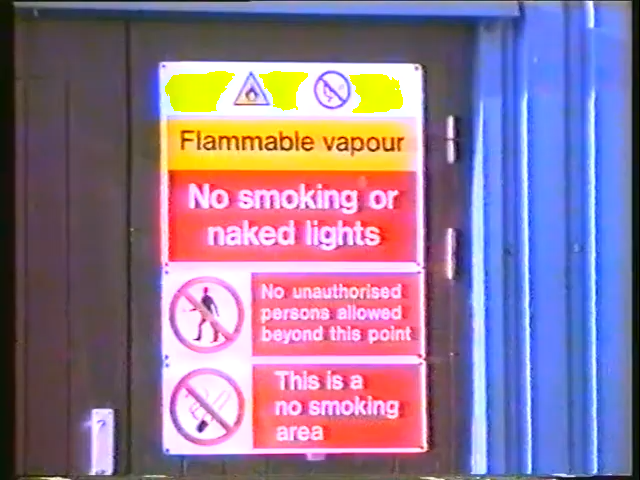 Flammable vapour
No smoking or
naked lights
No unauthorised
persons allowed
beyond this point
This is a
no smoking
area